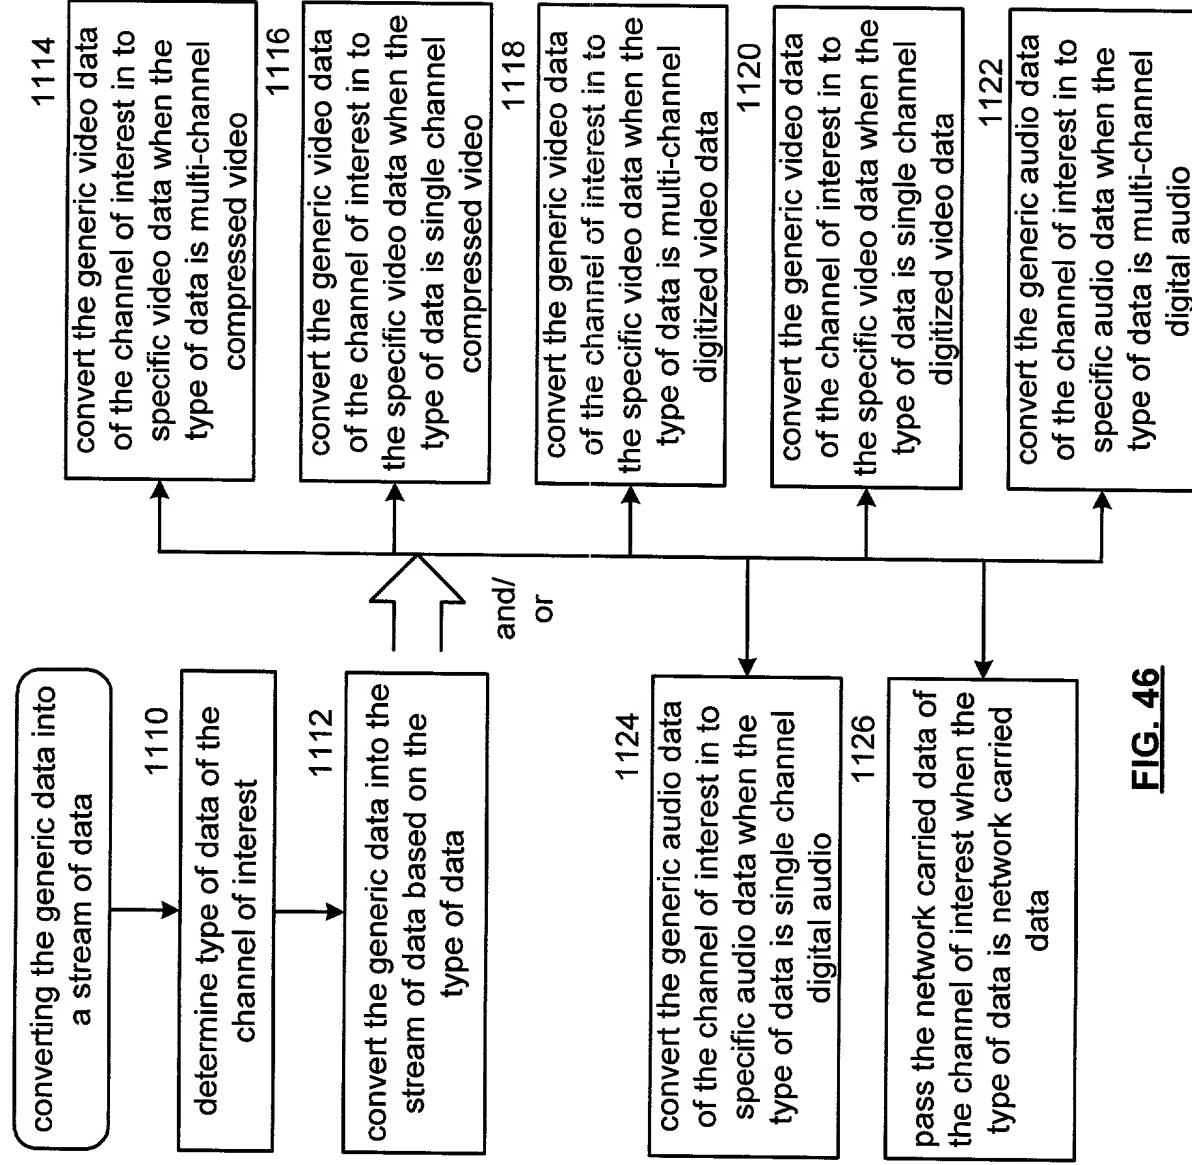 converting the generic data into
a stream of data
1110
determine type of data of the
channel of interest
1112
convert the generic data into the
stream of data based on the
type of data
and/
or
1114
convert the generic video data
of the channel of interest in to
specific video data when the
type of data is multi-channel
compressed video
1116
convert the generic video data
of the channel of interest in to
the specific video data when the
type of data is single channel
compressed video
1118
convert the generic video data
of the channel of interest in to
the specific video data when the
type of data is multi-channel
digitized video data
1120
convert the generic video data
of the channel of interest in to
the specific video data when the
type of data is single channel
digitized video data
1122
convert the generic audio data
of the channel of interest in to
specific audio data when the
type of data is multi-channel
digital audio
1124
convert the generic audio data
of the channel of interest in to
specific audio data when the
type of data is single channel
digital audio
1126
pass the network carried data of
the channel of interest when the
type of data is network carried
data
FIG. 46